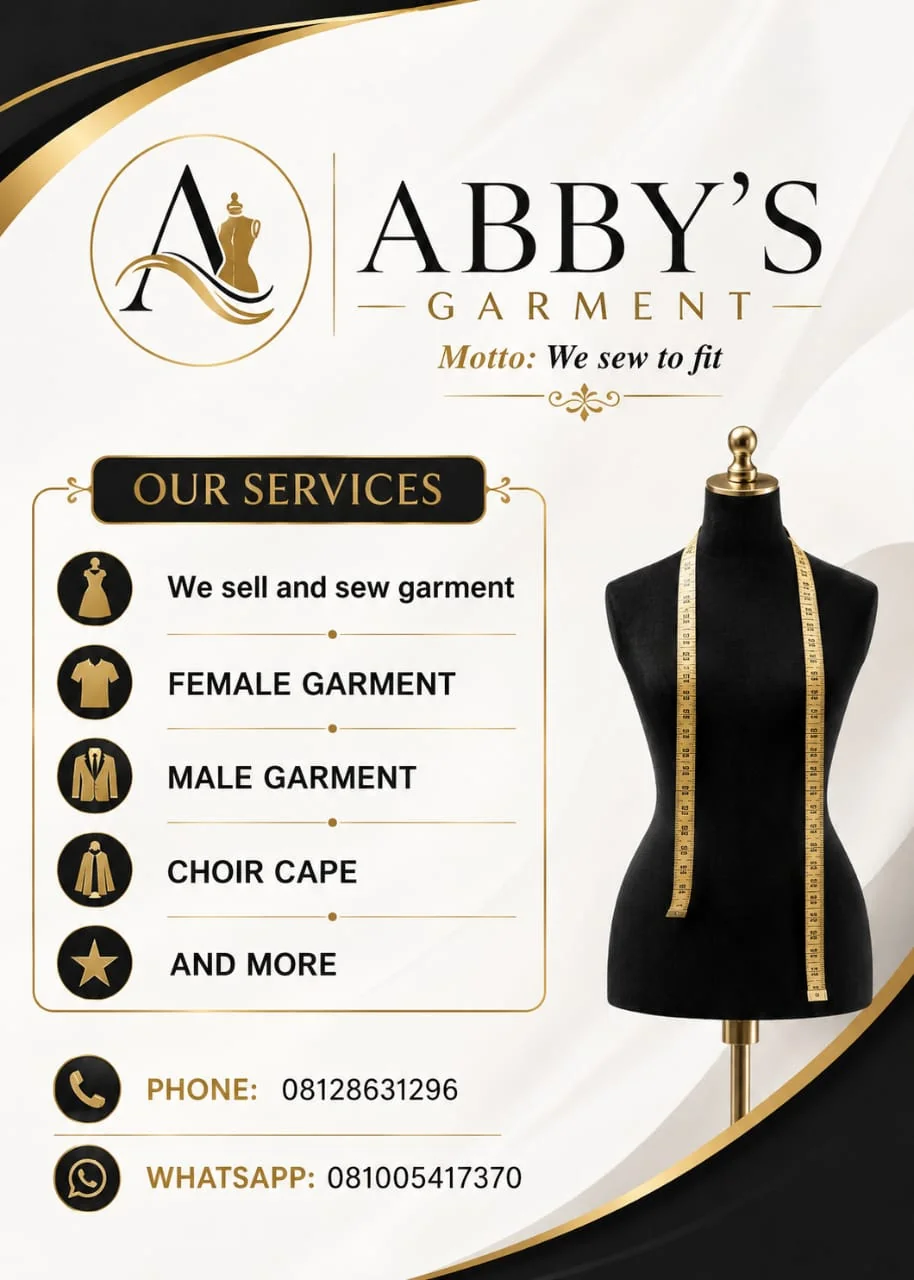 A
ABBY'S
GARMENT
Motto: We sew to fit
OUR SERVICES
We sell and sew garment
FEMALE GARMENT
MALE GARMENT
CHOIR CAPE
AND MORE
PHONE: 08128631296
WHATSAPP: 081005417370